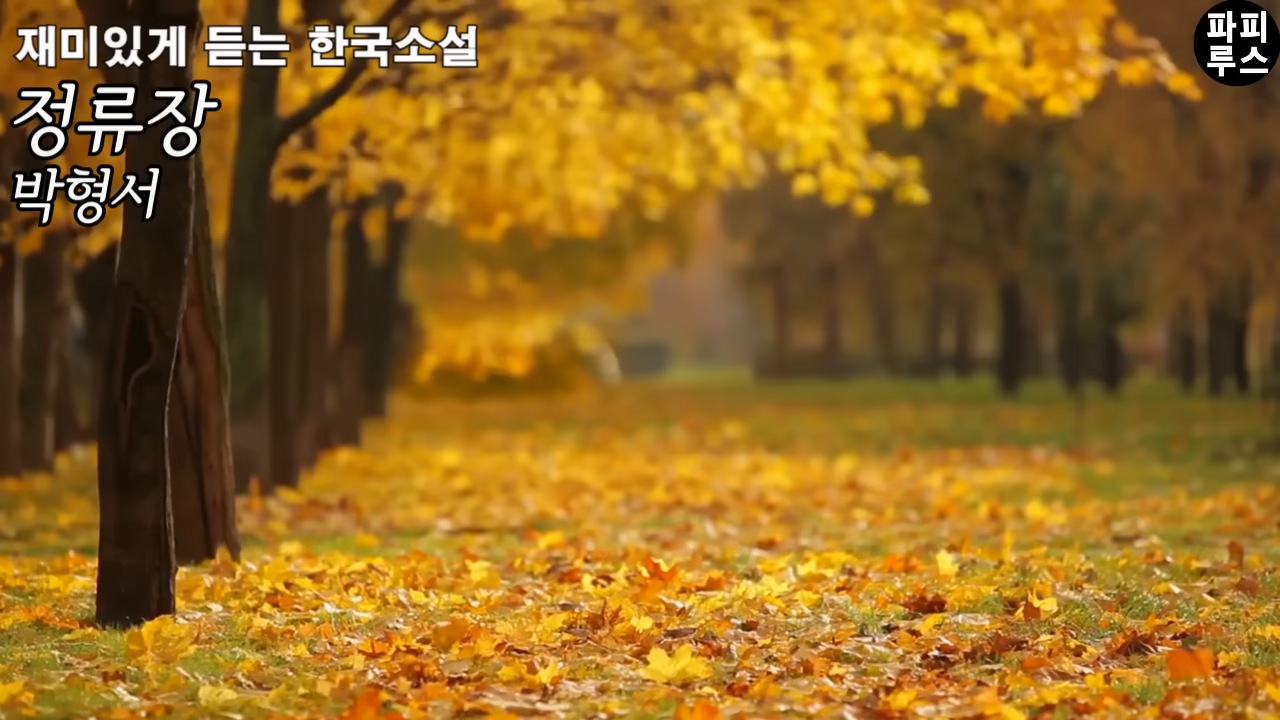 재미있게 듣는 한국소설
정류장
박형서
파피
루스